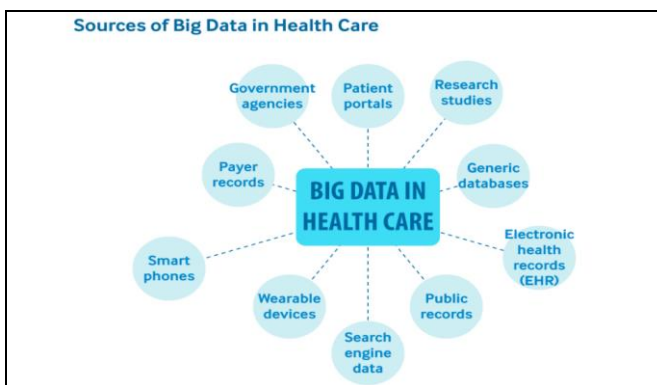 Sources of Big Data in Health Care
Government
agencies
Patient
portals
Research
studies
Payer
records
BIG DATA IN
HEALTH CARE
Generic
databases
Smart
phones
Electronic
health
records
(EHR)
Wearable
devices
Public
records
Search
engine
data